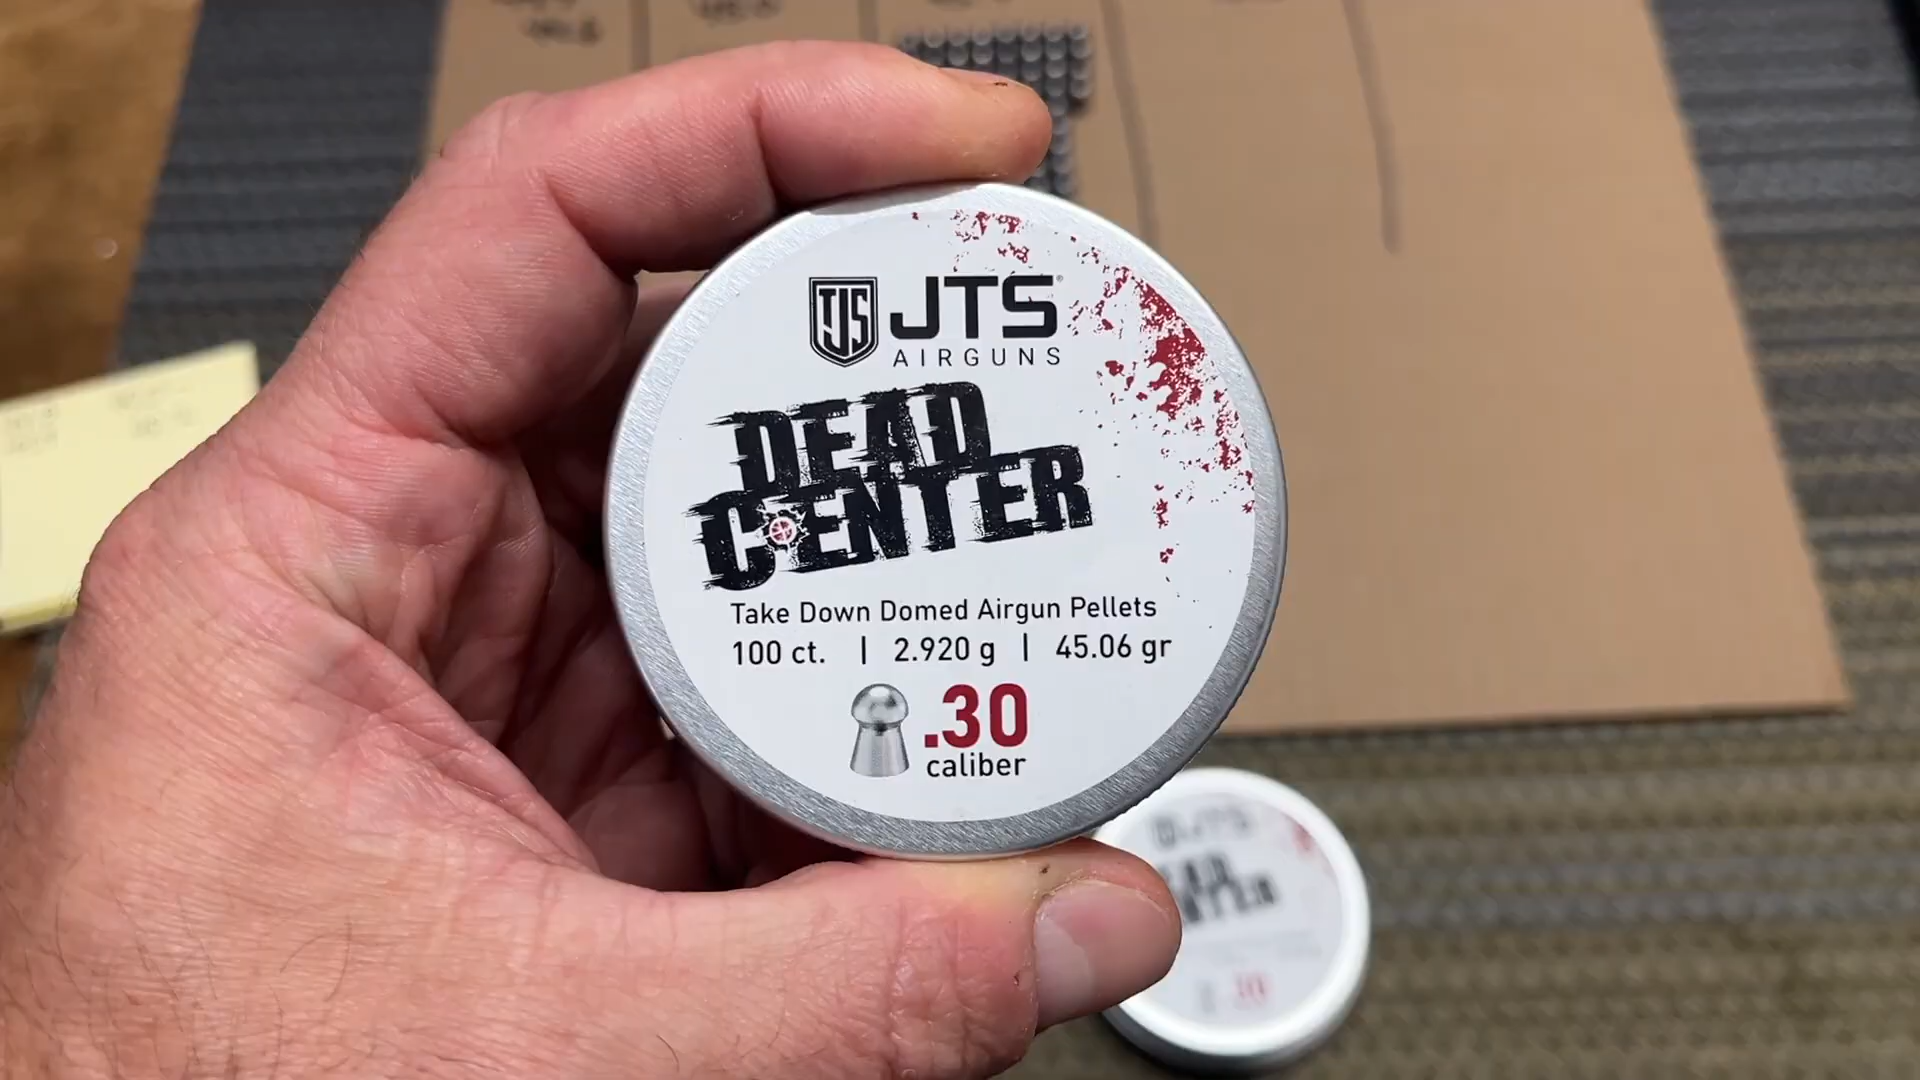 TJS JTS®
AIRGUNS
DEAD
CENTER
Take Down Domed Airgun Pellets
100 ct. | 2.920 g | 45.06 gr
.30
caliber
JTS